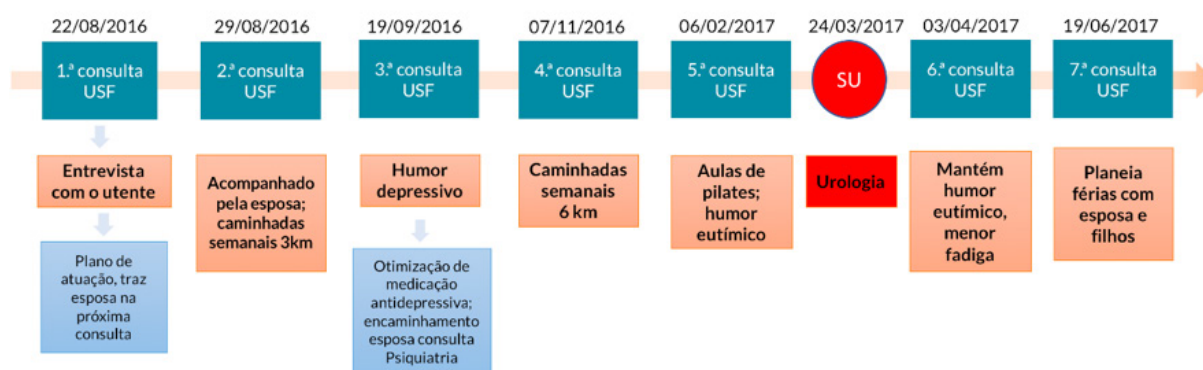 22/08/2016
29/08/2016
19/09/2016
07/11/2016
06/02/2017
24/03/2017
03/04/2017
19/06/2017
1.ª consulta
USF
2.ª consulta
USF
3.ª consulta
USF
4.ª consulta
USF
5.ª consulta
USF
SU
6.ª consulta
USF
7.ª consulta
USF
Entrevista
com o utente
Acompanhado
pela esposa;
caminhadas
semanais 3km
Humor
depressivo
Caminhadas
semanais
6 km
Aulas de
pilates;
humor
eutímico
Urologia
Mantém
humor
eutímico,
menor
fadiga
Planeia
férias com
esposa e
filhos
Plano de
atuação, traz
esposa na
próxima
consulta
Otimização de
medicação
antidepressiva;
encaminhamento
esposa consulta
Psiquiatria